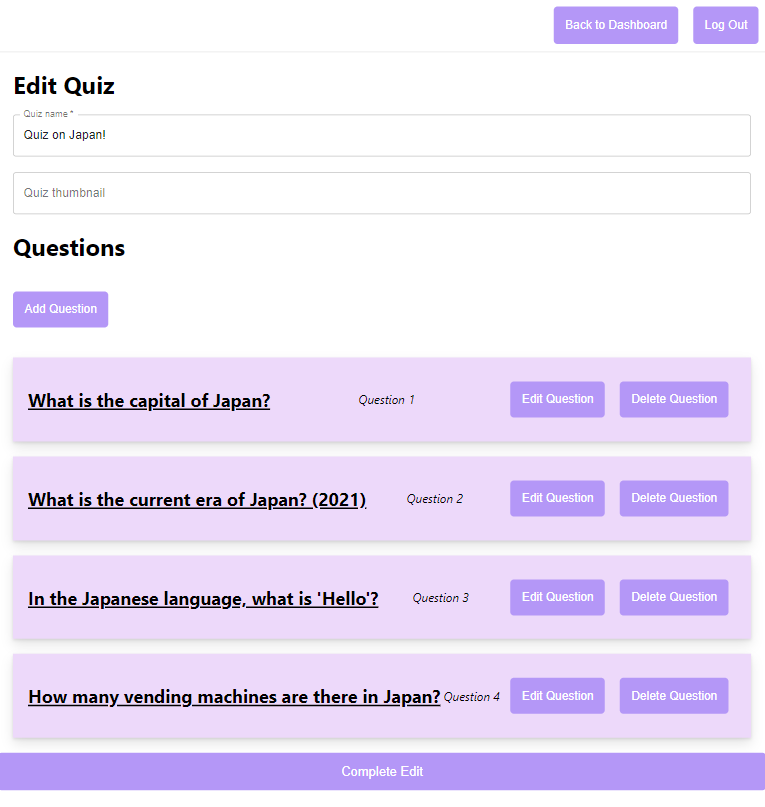 Back to Dashboard Log Out
Edit Quiz
Quiz name *
Quiz on Japan!
Quiz thumbnail
Questions
Add Question
What is the capital of Japan? Question 1 Edit Question Delete Question
What is the current era of Japan? (2021) Question 2 Edit Question Delete Question
In the Japanese language, what is 'Hello'? Question 3 Edit Question Delete Question
How many vending machines are there in Japan? Question 4 Edit Question Delete Question
Complete Edit